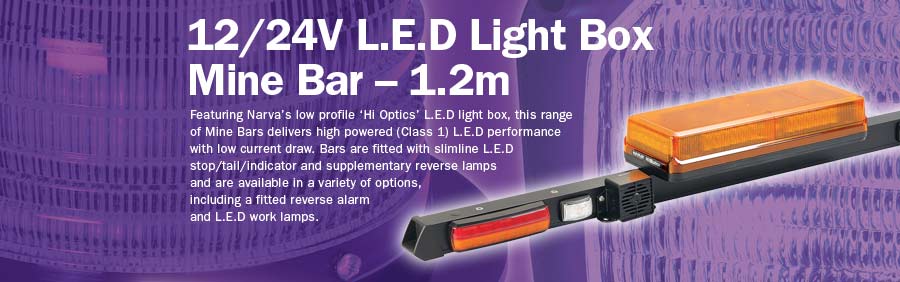 12/24V L.E.D Light Box
Mine Bar – 1.2m
Featuring Narva's low profile ‘Hi Optics’ L.E.D light box, this range
of Mine Bars delivers high powered (Class 1) L.E.D performance
with low current draw. Bars are fitted with slimline L.E.D
stop/tail/indicator and supplementary reverse lamps
and are available in a variety of options,
including a fitted reverse alarm
and L.E.D work lamps.